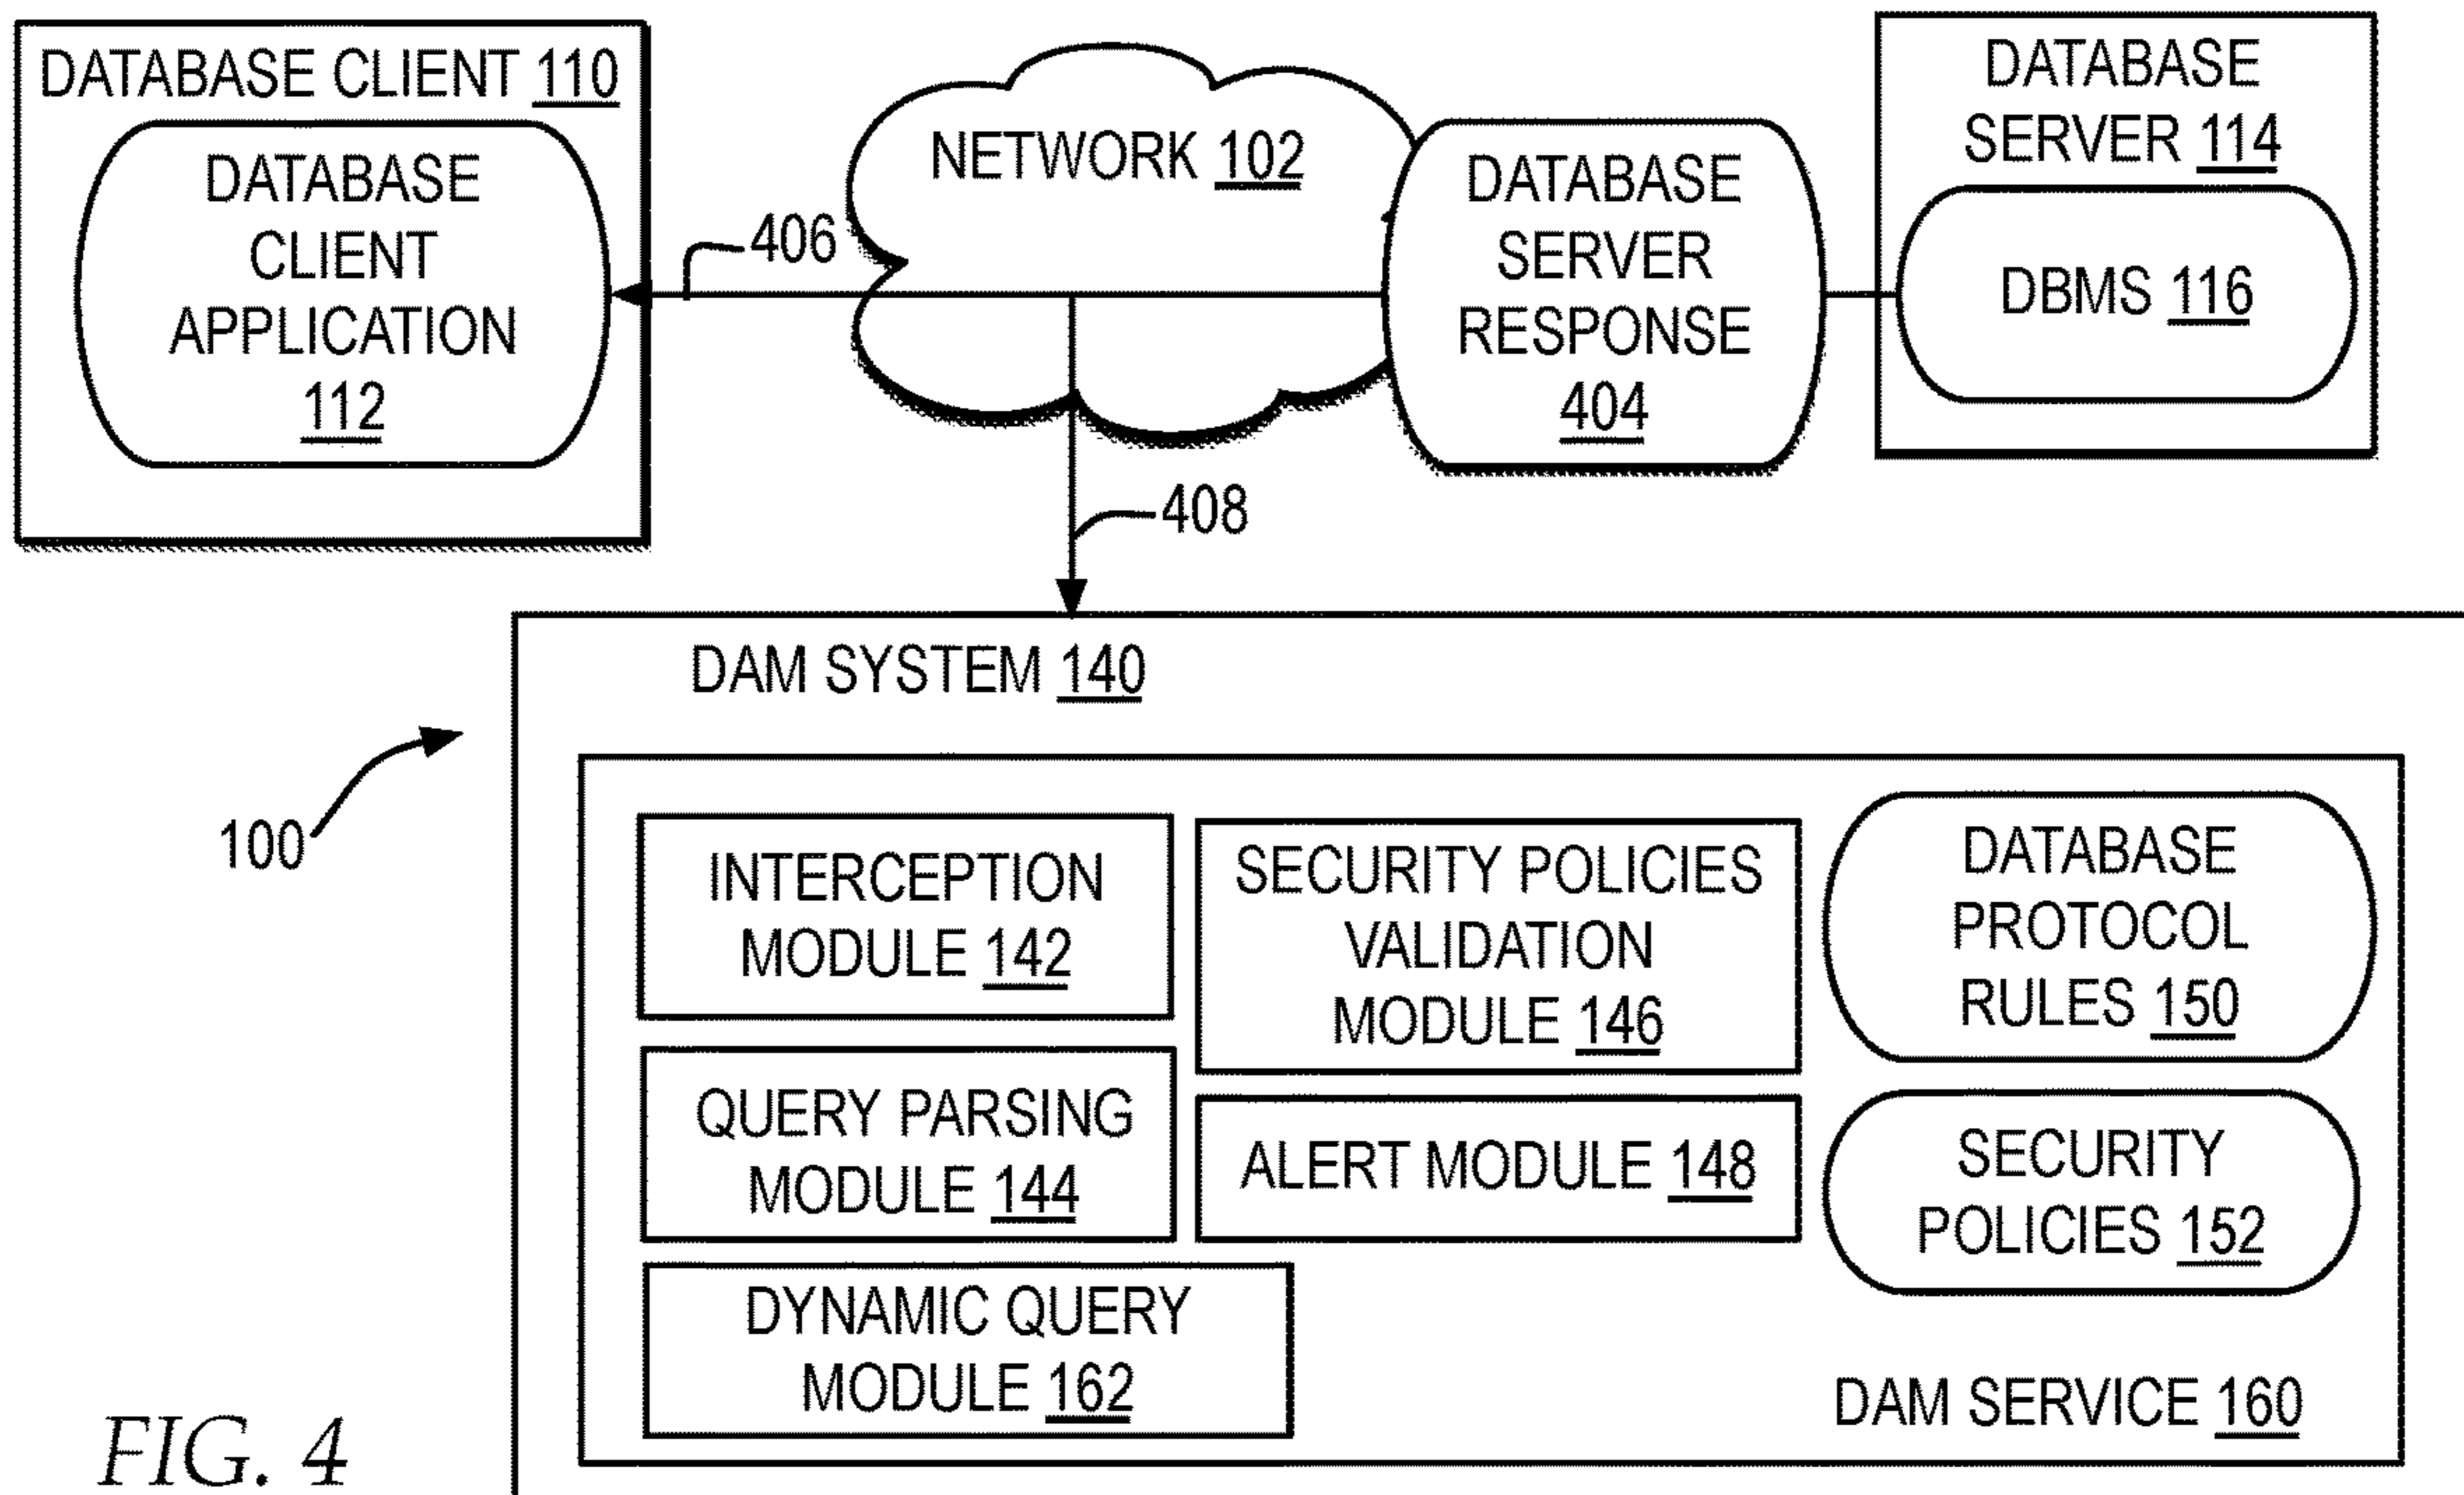 DATABASE CLIENT 110
DATABASE
CLIENT
APPLICATION
112
406
NETWORK 102
DATABASE
SERVER
RESPONSE
404
DATABASE
SERVER 114
DBMS 116
408
100
DAM SYSTEM 140
INTERCEPTION
MODULE 142
SECURITY POLICIES
VALIDATION
MODULE 146
DATABASE
PROTOCOL
RULES 150
QUERY PARSING
MODULE 144
ALERT MODULE 148
SECURITY
POLICIES 152
DYNAMIC QUERY
MODULE 162
DAM SERVICE 160
FIG. 4